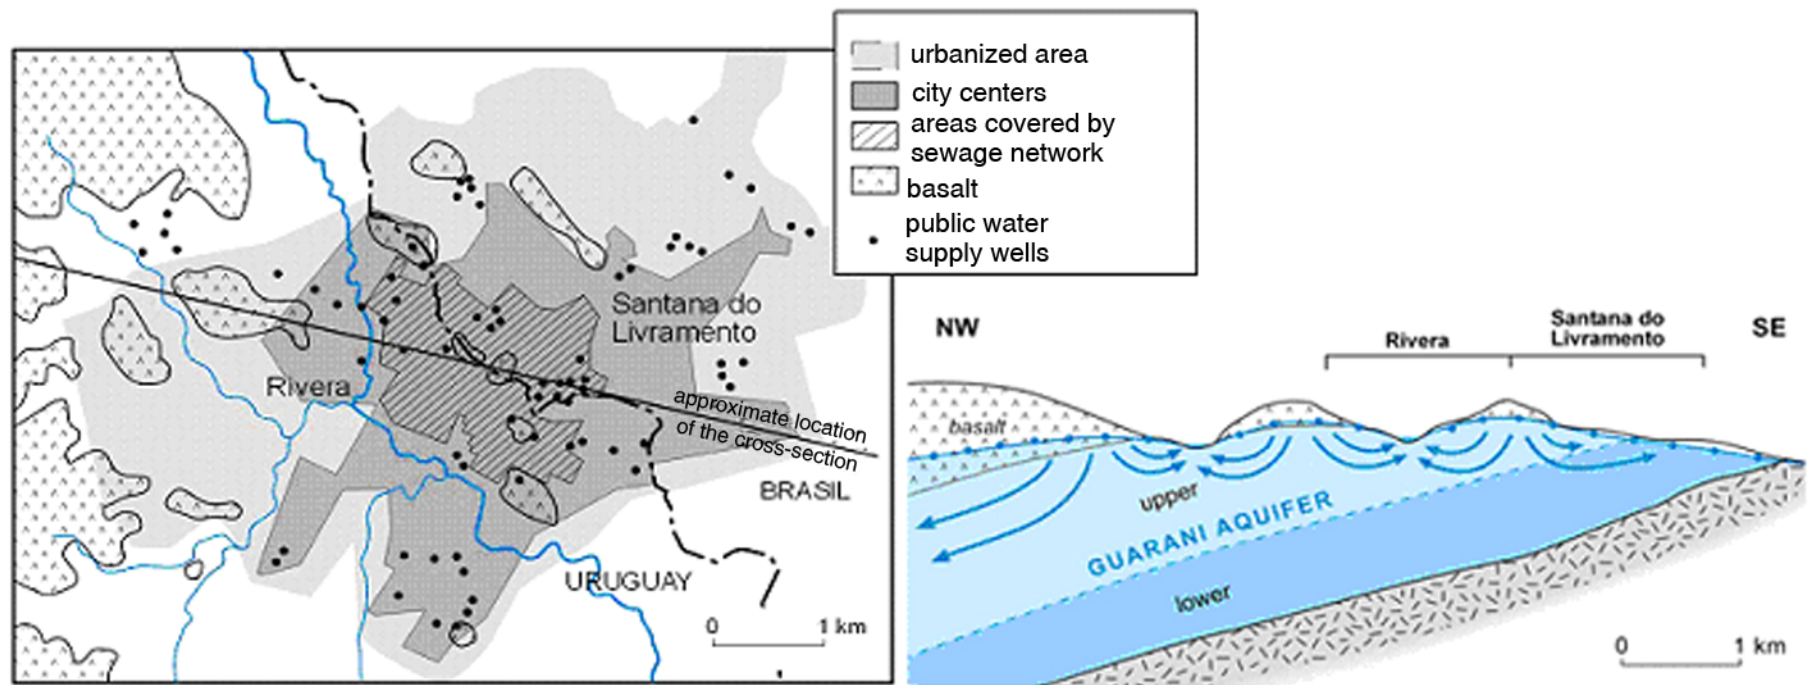 urbanized area
city centers
areas covered by
sewage network
basalt
public water
supply wells
Santana do
Livramento
Rivera
approximate location
of the cross-section
BRASIL
URUGUAY
0 1 km
NW
Rivera
Santana do
Livramento
SE
basalt
upper
GUARANI AQUIFER
lower
0 1 km